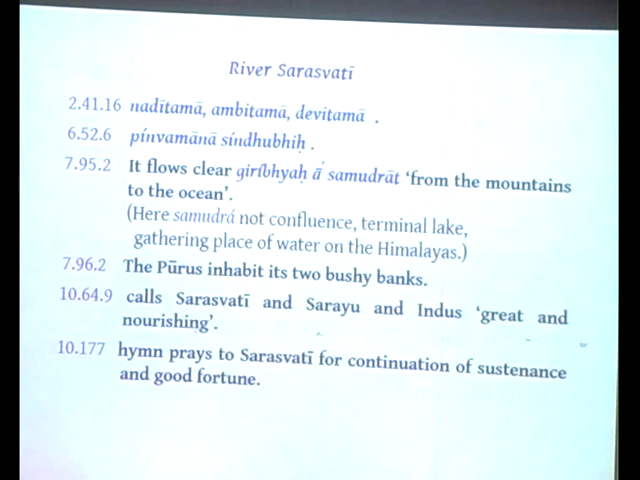 River Sarasvatī
2.41.16 nadītamā, ambitamā, devitamā .
6.52.6 pínvamānā síndhubhiḥ .
7.95.2 It flows clear giríbhyaḥ ā́ samudrāt ‘from the mountains
to the ocean’.
(Here samudrá not confluence, terminal lake,
gathering place of water on the Himalayas.)
7.96.2 The Pūrus inhabit its two bushy banks.
10.64.9 calls Sarasvatī and Sarayu and Indus ‘great and
nourishing’.
10.177 hymn prays to Sarasvatī for continuation of sustenance
and good fortune.